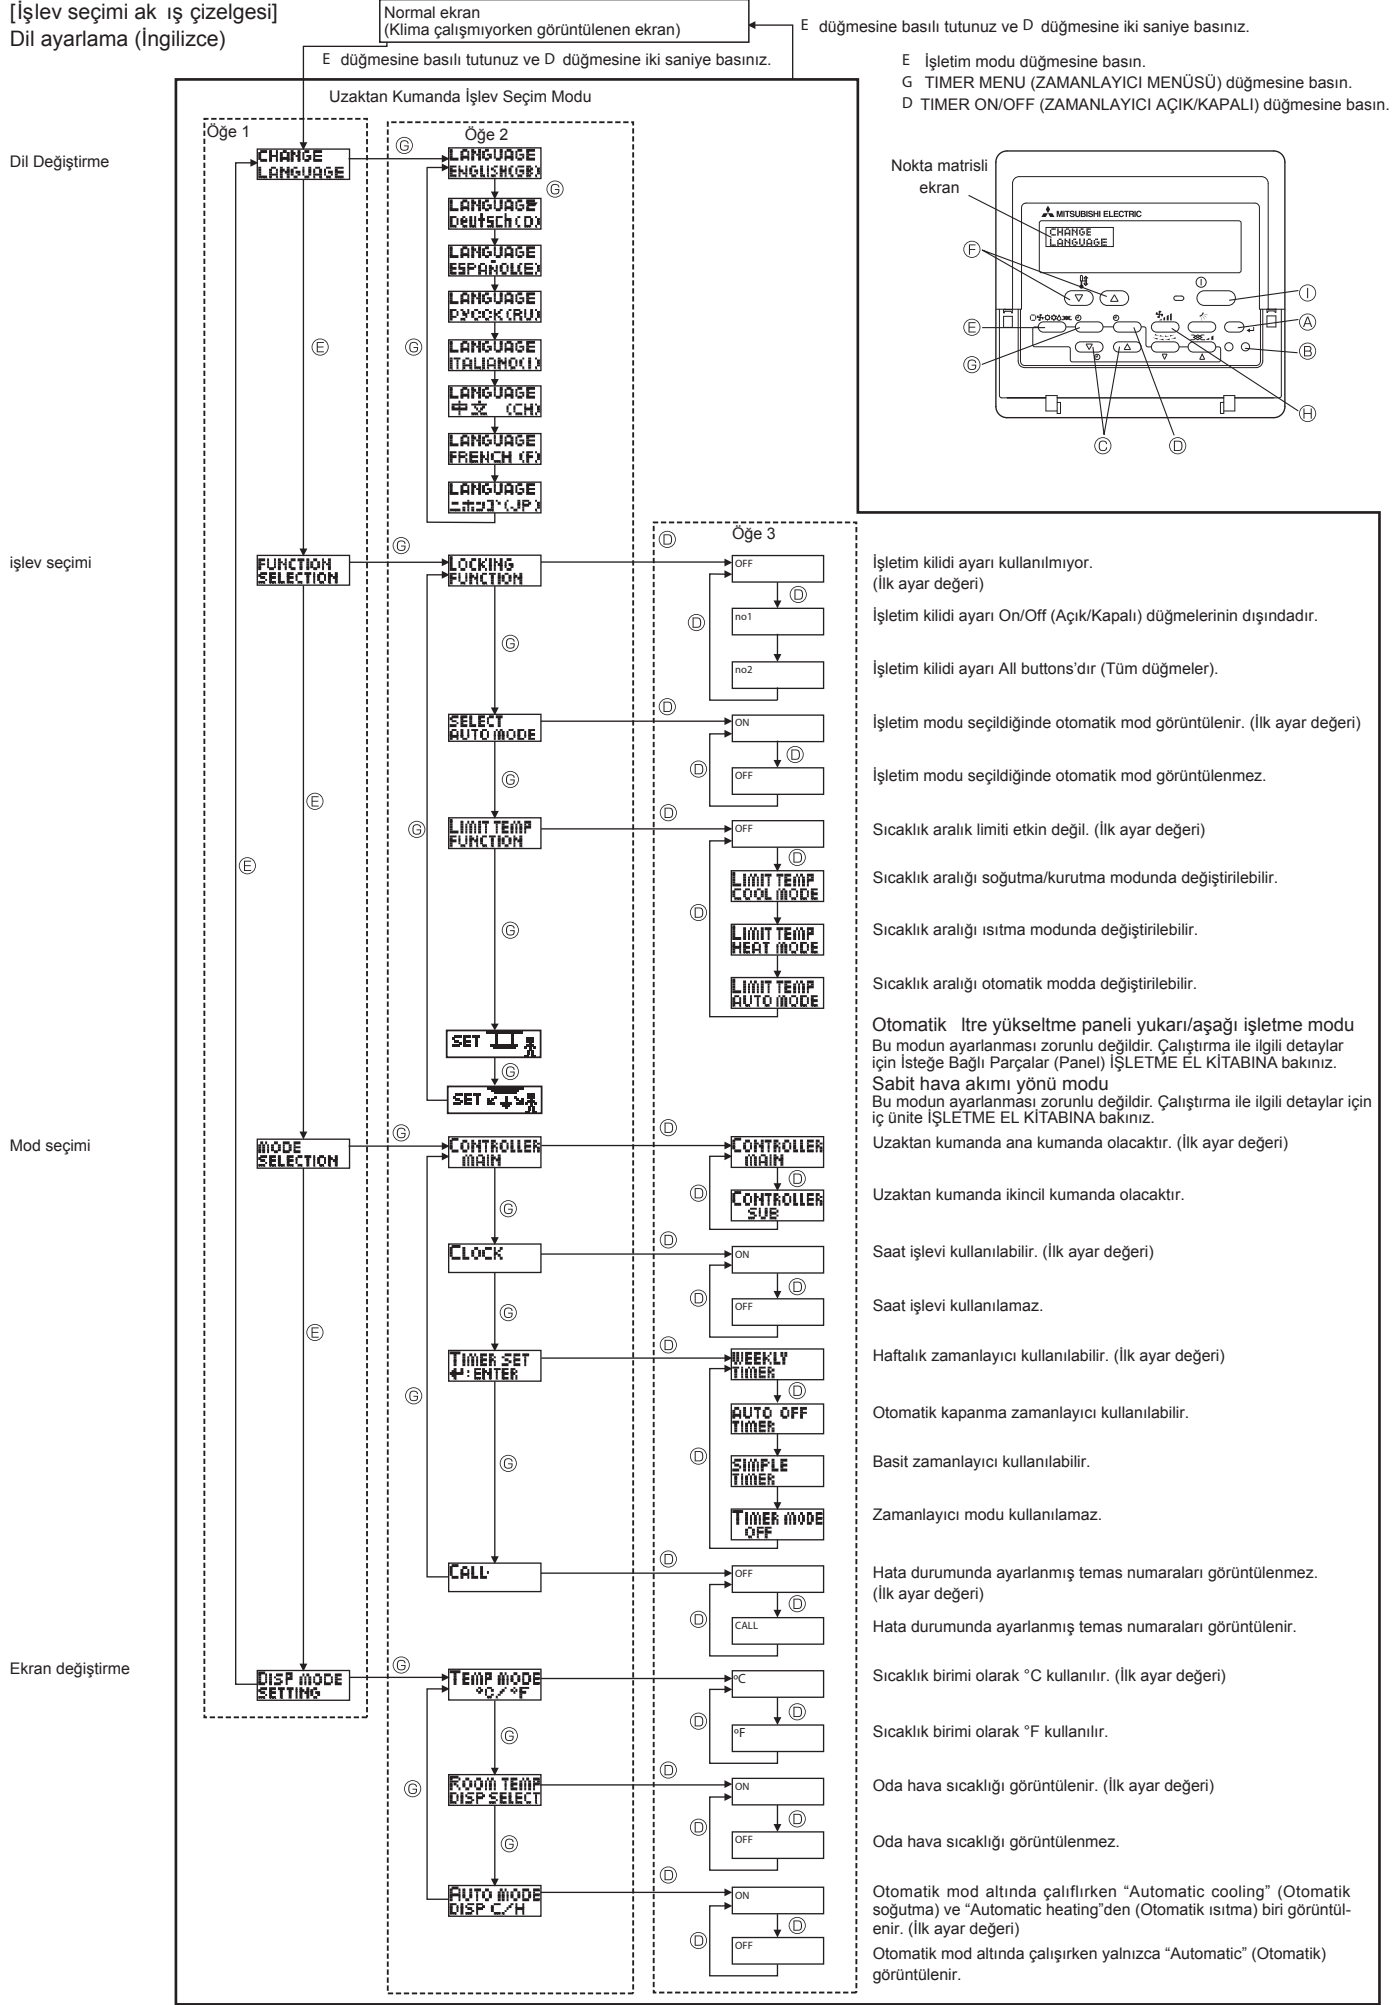 [İşlev seçimi ak ış çizelgesi]
Dil ayarlama (İngilizce)
Normal ekran
(Klima çalışmıyorken görüntülenen ekran)
E düğmesine basılı tutunuz ve D düğmesine iki saniye basınız.
E düğmesine basılı tutunuz ve D düğmesine iki saniye basınız.
E İşletim modu düğmesine basın.
G TIMER MENU (ZAMANLAYICI MENÜSÜ) düğmesine basın.
D TIMER ON/OFF (ZAMANLAYICI AÇIK/KAPALI) düğmesine basın.
Uzaktan Kumanda İşlev Seçim Modu
Öğe 1
Öğe 2
Dil Değiştirme
CHANGE
LANGUAGE
G
LANGUAGE
ENGLISH(GB)
G
LANGUAGE
Deutsch(D)
LANGUAGE
ESPAÑOL(E)
LANGUAGE
РУССК(RU)
LANGUAGE
ITALIANO(I)
LANGUAGE
中文 (CH)
LANGUAGE
FRENCH (F)
LANGUAGE
ニホンゴ(JP)
G
E
Nokta matrisli
ekran
MITSUBISHI ELECTRIC
CHANGE
LANGUAGE
F
E
G
I
A
B
H
C
D
Öğe 3
işlev seçimi
FUNCTION
SELECTION
G
LOCKING
FUNCTION
D
OFF
İşletim kilidi ayarı kullanılmıyor.
(İlk ayar değeri)
D
D
no1
İşletim kilidi ayarı On/Off (Açık/Kapalı) düğmelerinin dışındadır.
G
no2
İşletim kilidi ayarı All buttons’dır (Tüm düğmeler).
SELECT
AUTO MODE
D
ON
İşletim modu seçildiğinde otomatik mod görüntülenir. (İlk ayar değeri)
D
D
G
OFF
İşletim modu seçildiğinde otomatik mod görüntülenmez.
E
G
LIMIT TEMP
FUNCTION
D
OFF
Sıcaklık aralık limiti etkin değil. (İlk ayar değeri)
E
D
LIMIT TEMP
COOL MODE
Sıcaklık aralığı soğutma/kurutma modunda değiştirilebilir.
D
G
LIMIT TEMP
HEAT MODE
Sıcaklık aralığı ısıtma modunda değiştirilebilir.
LIMIT TEMP
AUTO MODE
Sıcaklık aralığı otomatik modda değiştirilebilir.
SET
Otomatik ltre yükseltme paneli yukarı/aşağı işletme modu
Bu modun ayarlanması zorunlu değildir. Çalıştırma ile ilgili detaylar
için İsteğe Bağlı Parçalar (Panel) İŞLETME EL KİTABINA bakınız.
G
SET
Sabit hava akımı yönü modu
Bu modun ayarlanması zorunlu değildir. Çalıştırma ile ilgili detaylar için
iç ünite İŞLETME EL KİTABINA bakınız.
Mod seçimi
MODE
SELECTION
G
CONTROLLER
MAIN
D
CONTROLLER
MAIN
Uzaktan kumanda ana kumanda olacaktır. (İlk ayar değeri)
D
D
G
CONTROLLER
SUB
Uzaktan kumanda ikincil kumanda olacaktır.
CLOCK
D
ON
Saat işlevi kullanılabilir. (İlk ayar değeri)
D
D
G
OFF
Saat işlevi kullanılamaz.
E
TIMER SET
↵:ENTER
D
WEEKLY
TIMER
Haftalık zamanlayıcı kullanılabilir. (İlk ayar değeri)
G
D
AUTO OFF
TIMER
Otomatik kapanma zamanlayıcı kullanılabilir.
D
G
SIMPLE
TIMER
Basit zamanlayıcı kullanılabilir.
TIMER MODE
OFF
Zamanlayıcı modu kullanılamaz.
CALL
D
OFF
Hata durumunda ayarlanmış temas numaraları görüntülenmez.
(İlk ayar değeri)
D
D
CALL
Hata durumunda ayarlanmış temas numaraları görüntülenir.
Ekran değiştirme
DISP MODE
SETTING
G
TEMP MODE
°C/°F
D
°C
Sıcaklık birimi olarak °C kullanılır. (İlk ayar değeri)
D
D
G
°F
Sıcaklık birimi olarak °F kullanılır.
G
ROOM TEMP
DISP SELECT
D
ON
Oda hava sıcaklığı görüntülenir. (İlk ayar değeri)
D
D
G
OFF
Oda hava sıcaklığı görüntülenmez.
AUTO MODE
DISP C/H
D
ON
Otomatik mod altında çalıflırken “Automatic cooling” (Otomatik
soğutma) ve “Automatic heating”den (Otomatik ısıtma) biri görüntül-
enir. (İlk ayar değeri)
D
D
OFF
Otomatik mod altında çalışırken yalnızca “Automatic” (Otomatik)
görüntülenir.